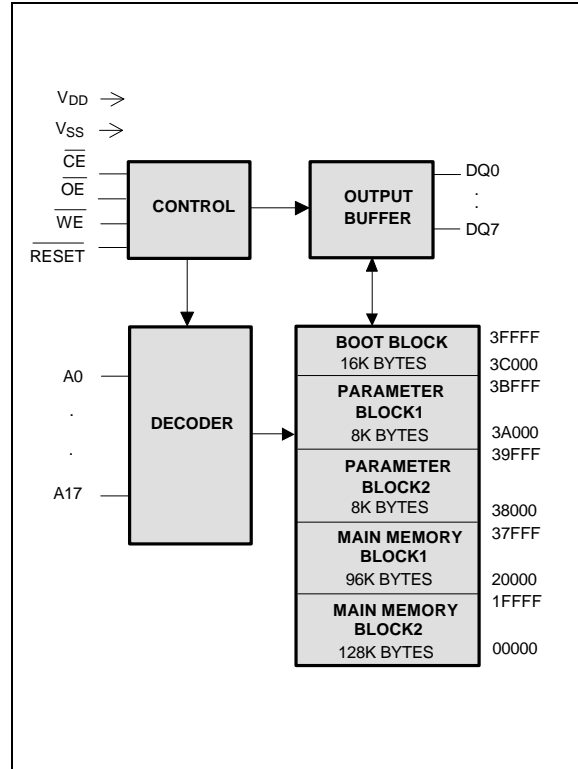 VDD
VSS
CE
OE
WE
RESET
CONTROL
OUTPUT
BUFFER
DQ0
.
.
DQ7
A0
.
.
A17
DECODER
BOOT BLOCK
16K BYTES
3FFFF
3C000
PARAMETER
BLOCK1
8K BYTES
3BFFF
3A000
PARAMETER
BLOCK2
8K BYTES
39FFF
38000
MAIN MEMORY
BLOCK1
96K BYTES
37FFF
20000
MAIN MEMORY
BLOCK2
128K BYTES
1FFFF
00000